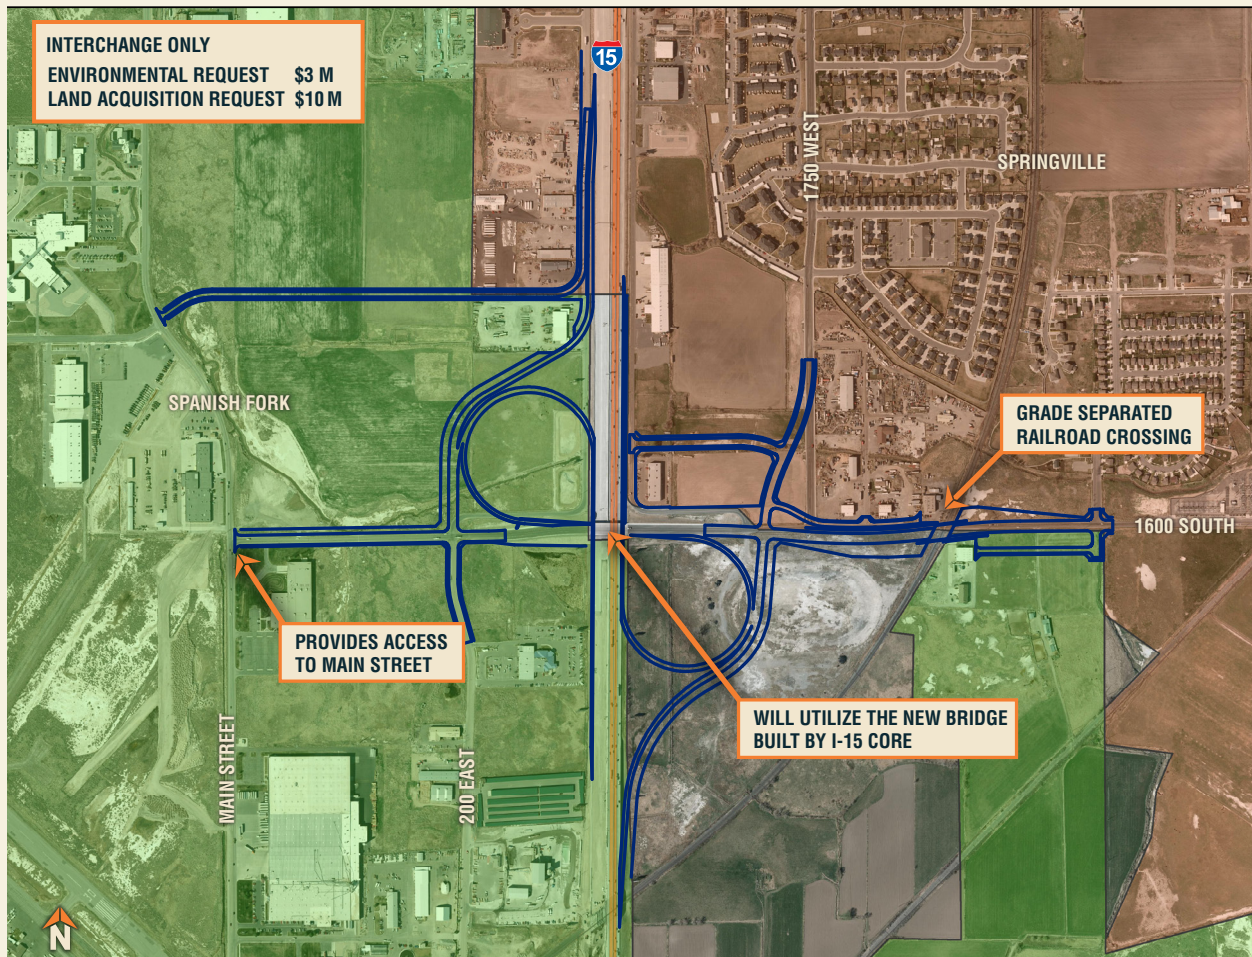 INTERCHANGE ONLY
ENVIRONMENTAL REQUEST $3 M
LAND ACQUISITION REQUEST $10 M
15
1750 WEST
SPRINGVILLE
SPANISH FORK
GRADE SEPARATED
RAILROAD CROSSING
1600 SOUTH
PROVIDES ACCESS
TO MAIN STREET
WILL UTILIZE THE NEW BRIDGE
BUILT BY I-15 CORE
MAIN STREET
200 EAST
N